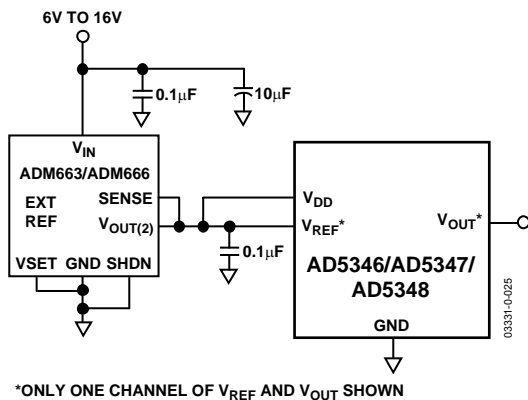 6V TO 16V
0.1µF
10µF
VIN
ADM663/ADM666
EXT
REF
SENSE
VOUT(2)
VSET
GND
SHDN
0.1µF
VDD
VREF*
VOUT*
AD5346/AD5347/
AD5348
GND
03331-0-025
*ONLY ONE CHANNEL OF VREF AND VOUT SHOWN